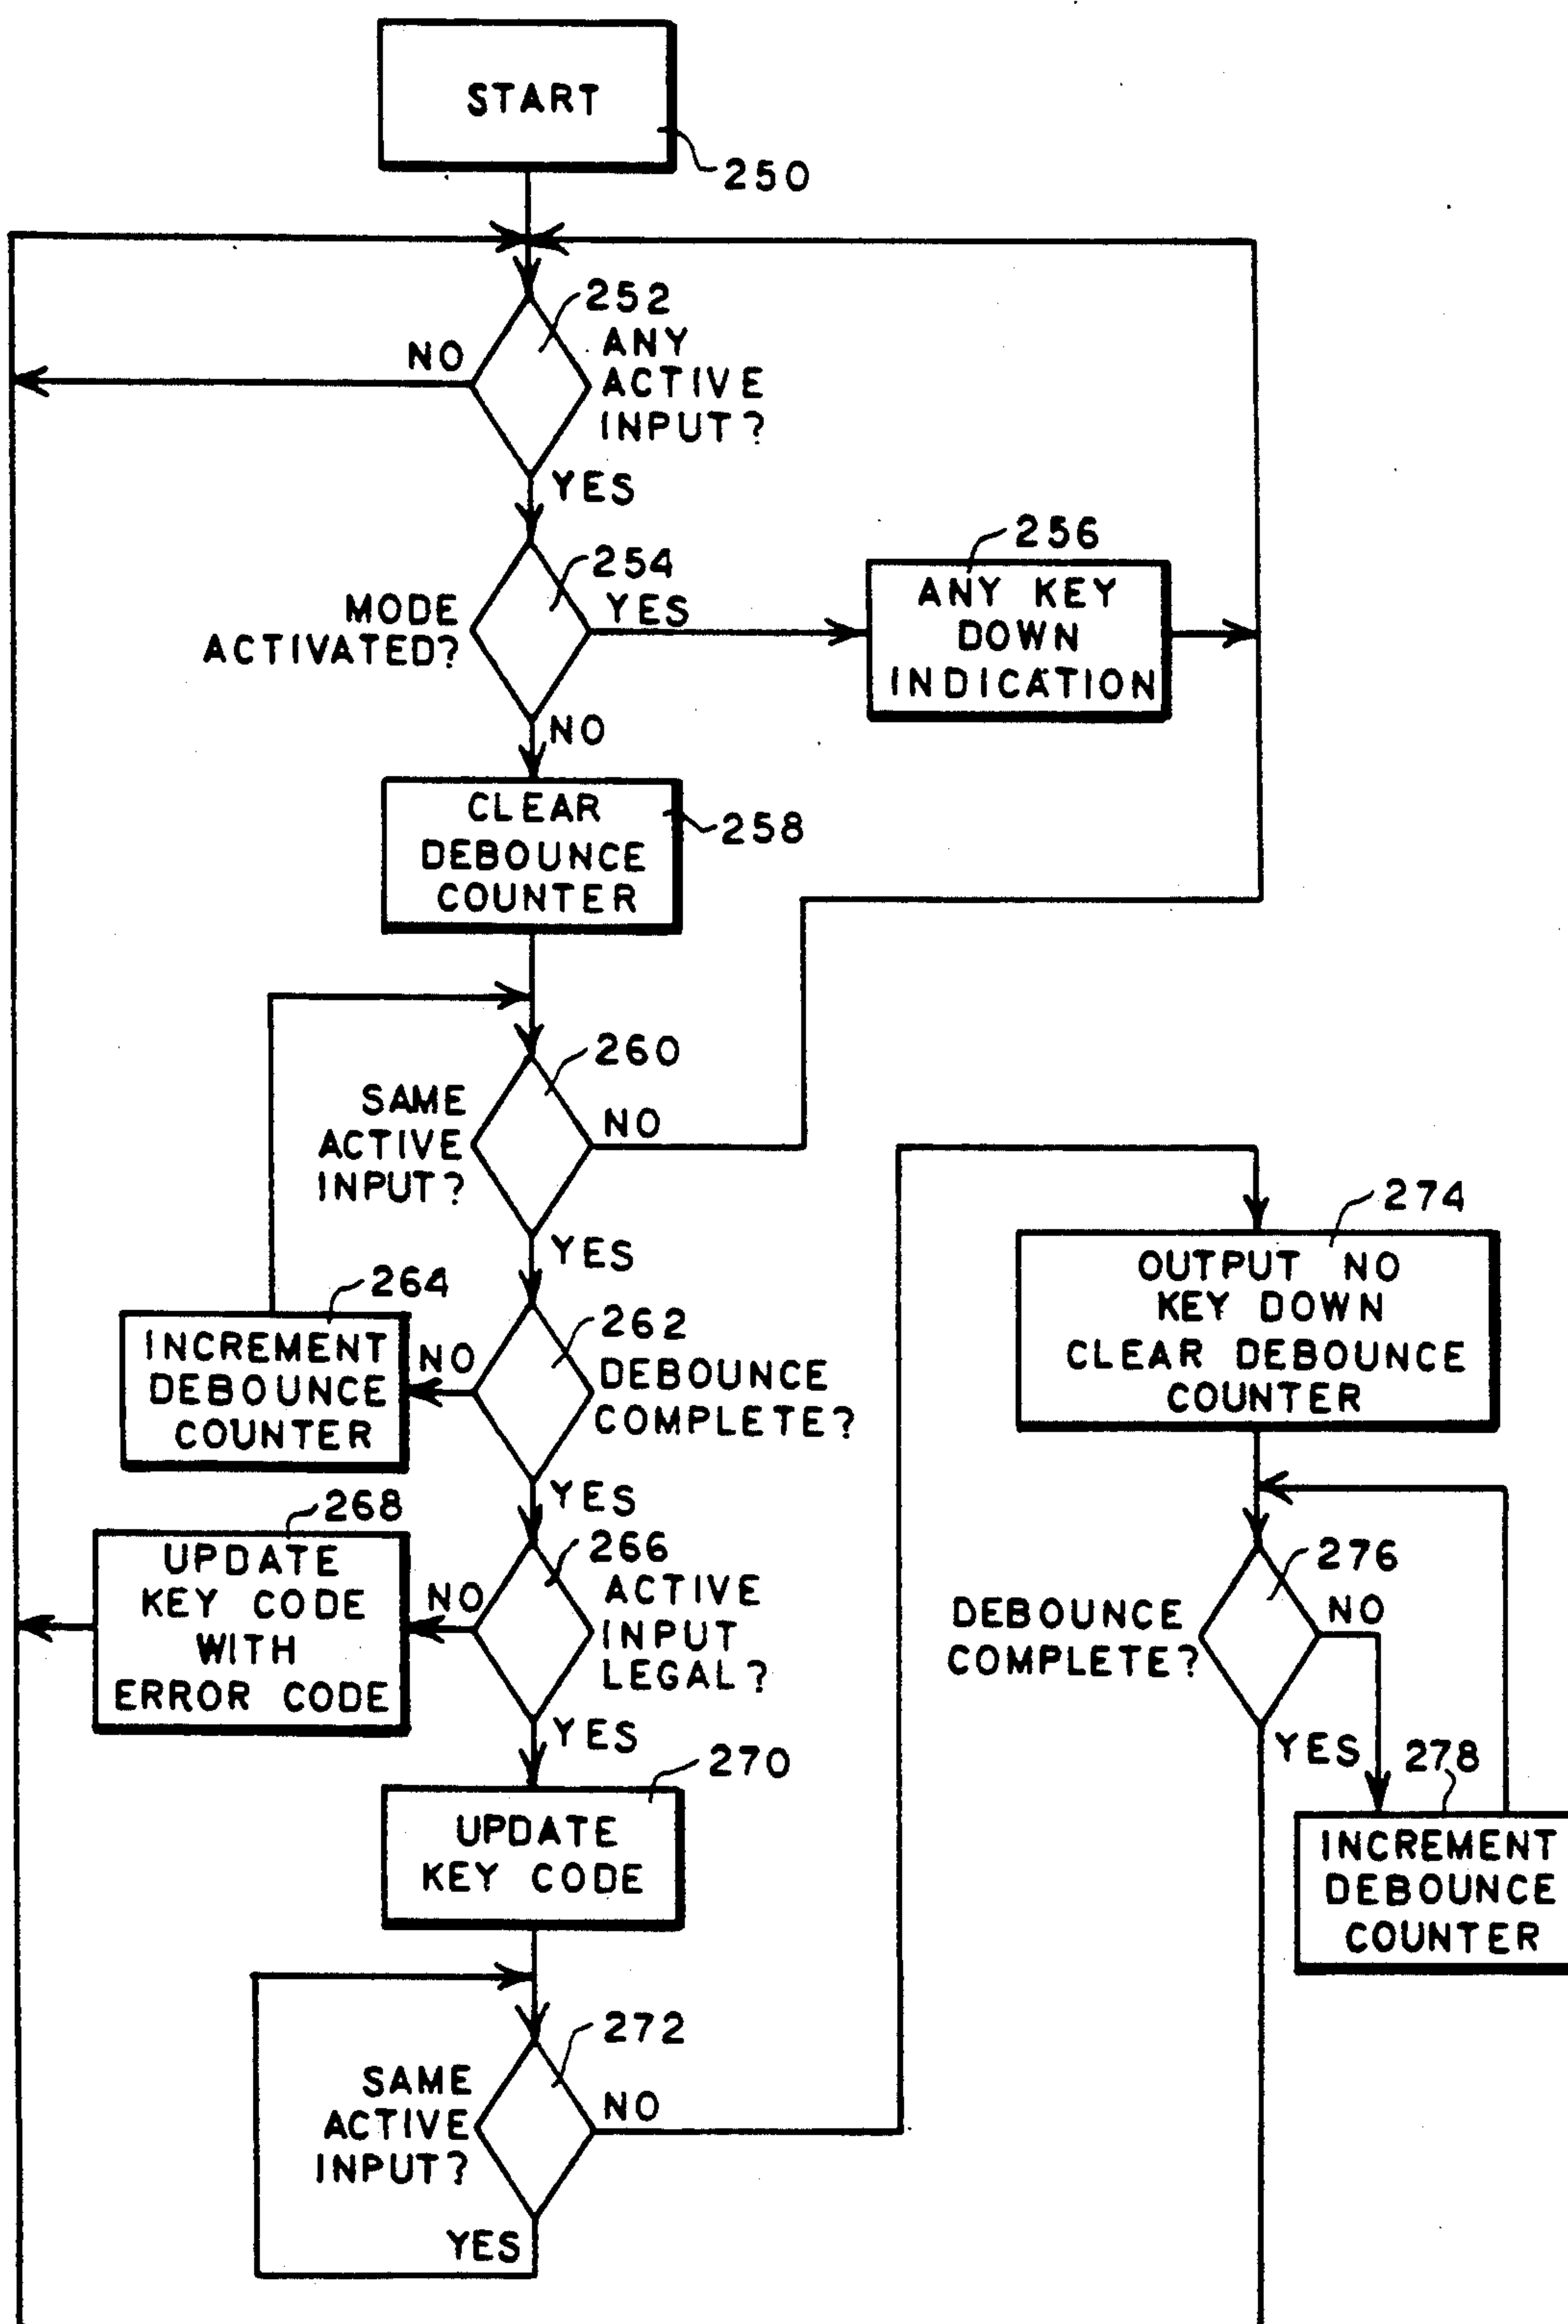 START
250
252
NO
ANY
ACTIVE
INPUT?
YES
254
MODE
ACTIVATED?
YES
256
ANY KEY
DOWN
INDICATION
NO
CLEAR
DEBOUNCE
COUNTER
258
260
SAME
ACTIVE
INPUT?
NO
YES
264
INCREMENT
DEBOUNCE
COUNTER
NO
262
DEBOUNCE
COMPLETE?
YES
268
UPDATE
KEY CODE
WITH
ERROR CODE
NO
266
ACTIVE
INPUT
LEGAL?
YES
270
UPDATE
KEY CODE
272
SAME
ACTIVE
INPUT?
NO
YES
274
OUTPUT NO
KEY DOWN
CLEAR DEBOUNCE
COUNTER
276
DEBOUNCE
COMPLETE?
NO
YES
278
INCREMENT
DEBOUNCE
COUNTER